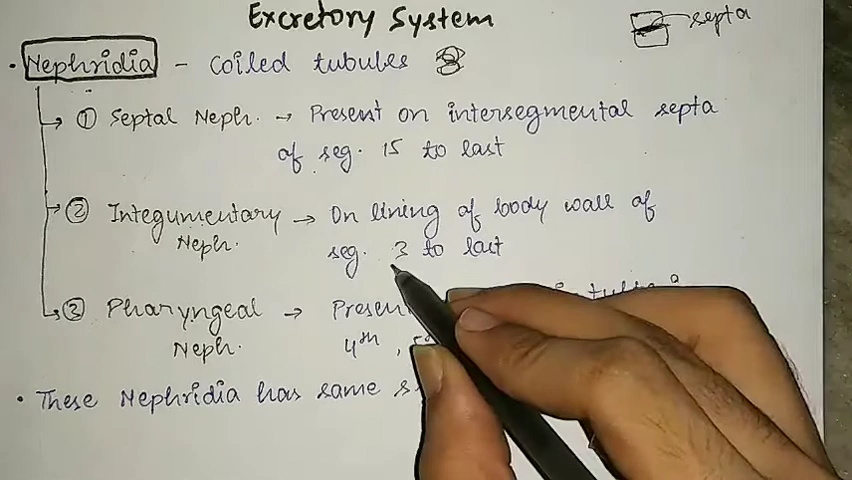 Excretory System
septa
• Nephridia - Coiled tubules
→ ① Septal Neph. → Present on intersegmental septa
of seg. 15 to last
→ ② Integumentary Neph. → On lining of body wall of
seg. 3 to last
→ ③ Pharyngeal Neph. → Present
4th,
• These Nephridia has same